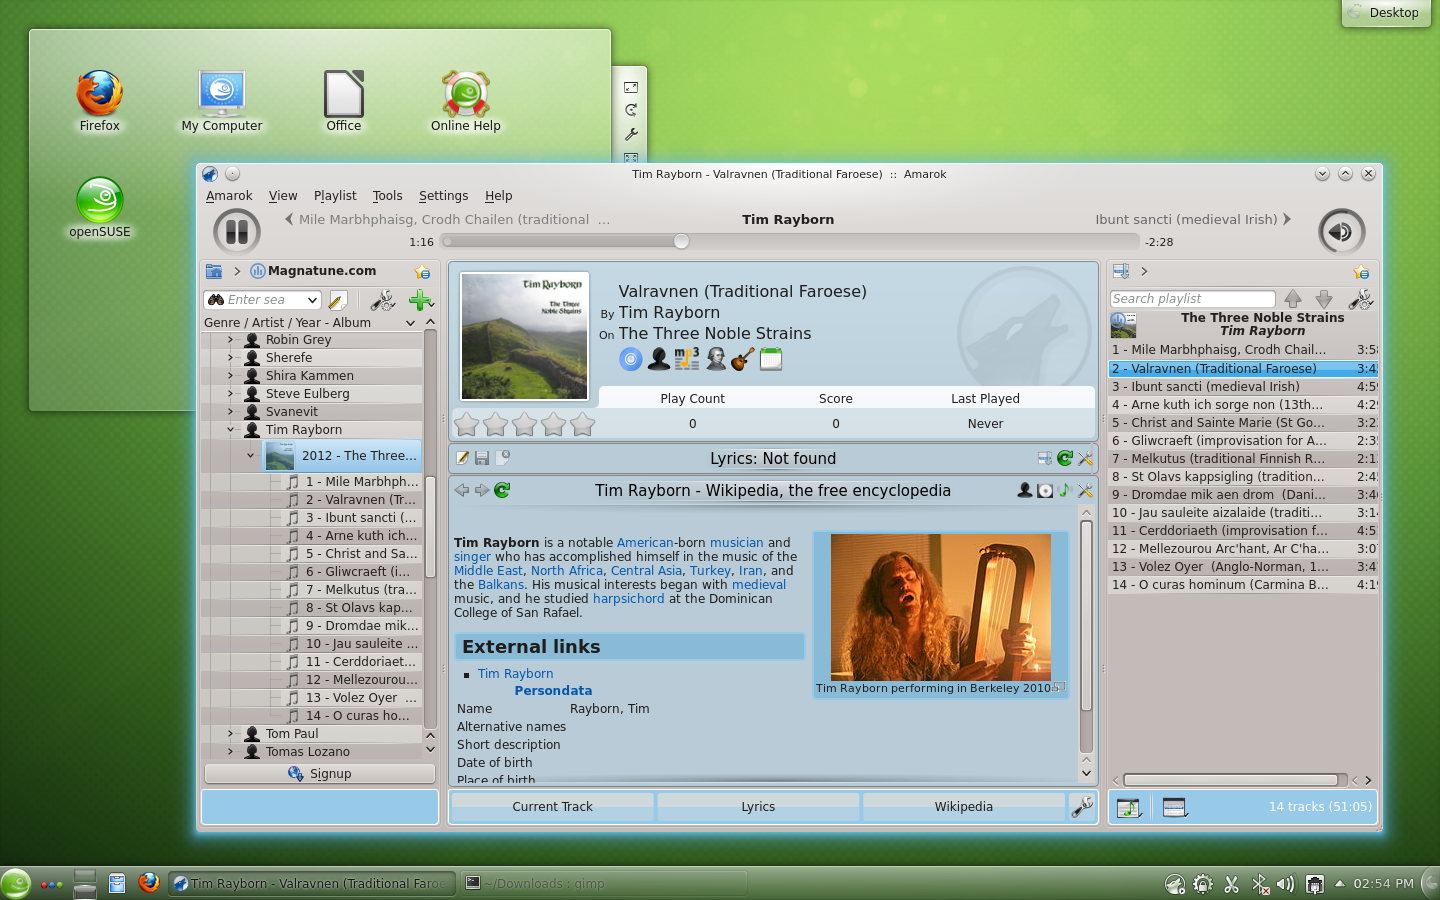 Desktop
Firefox
My Computer
Office
Online Help
openSUSE
Tim Rayborn - Valravnen (Traditional Faroese) :: Amarok
Amarok View Playlist Tools Settings Help
Mile Marbhphaisg, Crodh Chailen (traditional ...
Tim Rayborn
Ibunt sancti (medieval Irish)
1:16
-2:28
Magnatune.com
Enter sea
Genre / Artist / Year - Album
Robin Grey
Sherefe
Shira Kammen
Steve Eulberg
Svanevit
Tim Rayborn
2012 - The Three...
1 - Mile Marbhph...
2 - Valravnen (Tr...
3 - Ibunt sancti (...
4 - Arne kuth ich...
5 - Christ and Sa...
6 - Gliwcraeft (i...
7 - Melkutus (tra...
8 - St Olavs kap...
9 - Dromdae mik...
10 - Jau sauleite ...
11 - Cerddoriaet...
12 - Mellezourou...
13 - Volez Oyer ...
14 - O curas ho...
Tom Paul
Tomas Lozano
Signup
Tim Rayborn
The Three
Noble Strains
Valravnen (Traditional Faroese)
By Tim Rayborn
On The Three Noble Strains
mp3
Play Count Score Last Played
0 0 Never
Lyrics: Not found
Tim Rayborn - Wikipedia, the free encyclopedia
Tim Rayborn is a notable American-born musician and
singer who has accomplished himself in the music of the
Middle East, North Africa, Central Asia, Turkey, Iran, and
the Balkans. His musical interests began with medieval
music, and he studied harpsichord at the Dominican
College of San Rafael.
Tim Rayborn performing in Berkeley 2010
External links
Tim Rayborn
Persondata
Name Rayborn, Tim
Alternative names
Short description
Date of birth
Place of birth
Current Track
Lyrics
Wikipedia
Search playlist
The Three Noble Strains
Tim Rayborn
1 - Mile Marbhphaisg, Crodh Chail... 3:58
2 - Valravnen (Traditional Faroese) 3:4
3 - Ibunt sancti (medieval Irish) 4:5
4 - Arne kuth ich sorge non (13th... 4:2
5 - Christ and Sainte Marie (St Go... 3:2
6 - Gliwcraeft (improvisation for A... 2:3
7 - Melkutus (traditional Finnish R... 2:1
8 - St Olavs kappsigling (tradition... 2:4
9 - Dromdae mik aen drom (Dani... 3:4
10 - Jau sauleite aizalaide (traditi... 3:1
11 - Cerddoriaeth (improvisation f... 4:5
12 - Mellezourou Arc'hant, Ar C'ha... 3:0
13 - Volez Oyer (Anglo-Norman, 1... 3:4
14 - O curas hominum (Carmina B... 4:1
14 tracks (51:05)
Tim Rayborn - Valravnen (Traditional Faroe
~/Downloads : gimp
02:54 PM